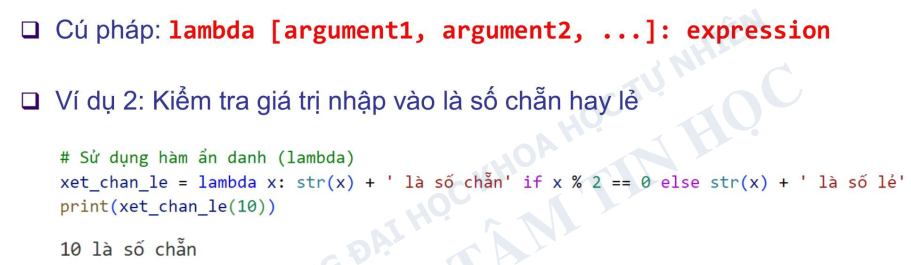 Cú pháp: lambda [argument1, argument2, ...]: expression
Ví dụ 2: Kiểm tra giá trị nhập vào là số chẵn hay lẻ
# Sử dụng hàm ẩn danh (lambda)
xet_chan_le = lambda x: str(x) + ' là số chẵn' if x % 2 == 0 else str(x) + ' là số lẻ'
print(xet_chan_le(10))
10 là số chẵn
G ĐẠI HỌC KHOA HỌC TỰ NHIÊN
TÂM TIN HỌC